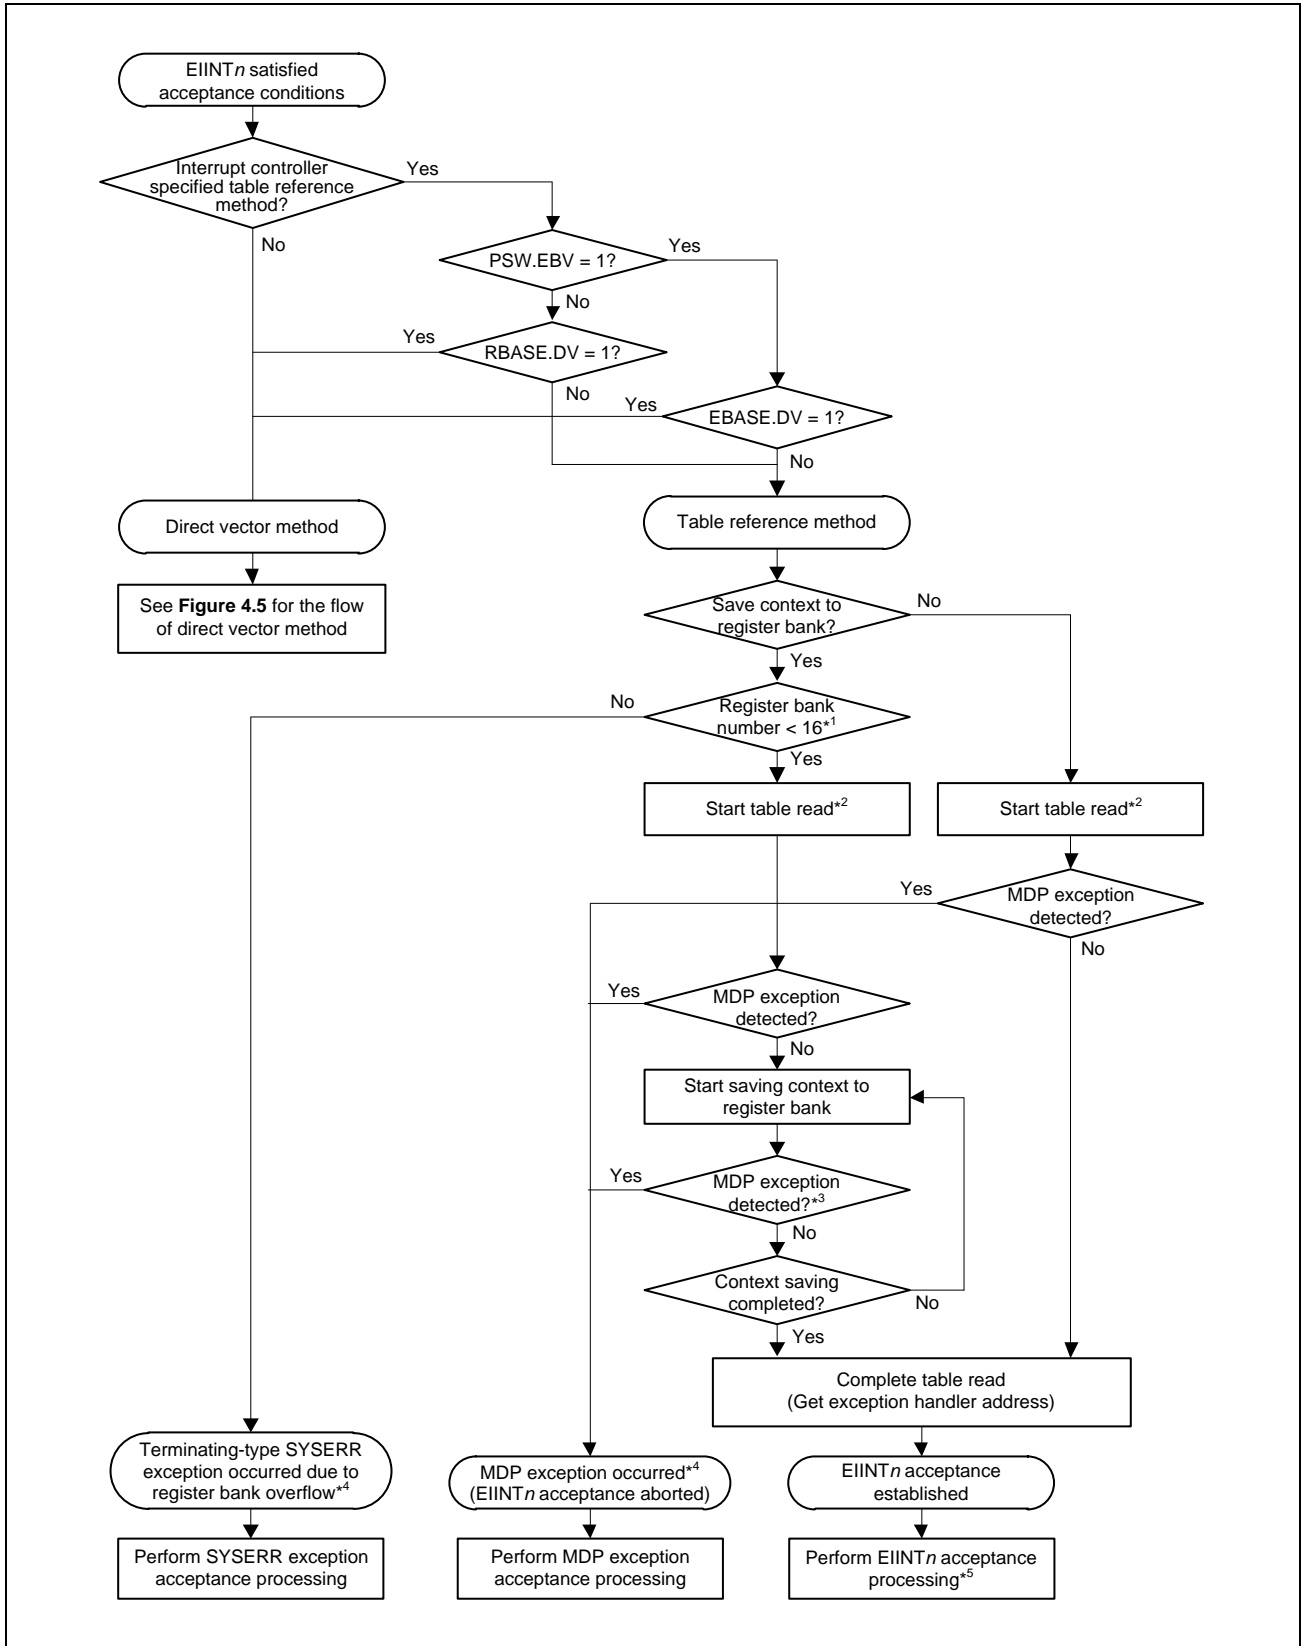 EIINTn satisfied
acceptance conditions
Interrupt controller
specified table reference
method?
Yes
No
PSW.EBV = 1?
Yes
No
RBASE.DV = 1?
Yes
No
EBASE.DV = 1?
Yes
No
Direct vector method
Table reference method
See Figure 4.5 for the flow
of direct vector method
Save context to
register bank?
No
Yes
Register bank
number < 16*1
No
Yes
Start table read*2
Start table read*2
MDP exception
detected?
Yes
No
MDP exception
detected?
Yes
No
Start saving context to
register bank
MDP exception
detected?*3
Yes
No
Context saving
completed?
No
Yes
Complete table read
(Get exception handler address)
Terminating-type SYSERR
exception occurred due to
register bank overflow*4
MDP exception occurred*4
(EIINTn acceptance aborted)
EIINTn acceptance
established
Perform SYSERR exception
acceptance processing
Perform MDP exception
acceptance processing
Perform EIINTn acceptance
processing*5